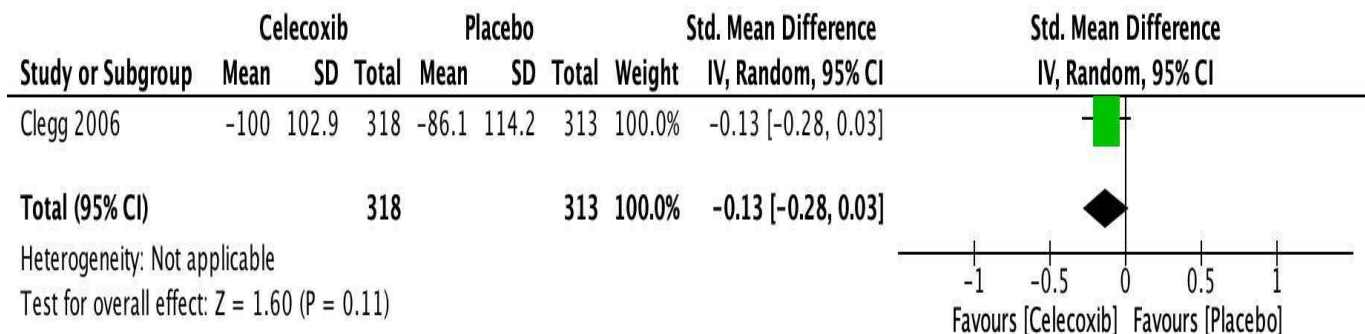 Celecoxib Placebo Std. Mean Difference Std. Mean Difference
Study or Subgroup Mean SD Total Mean SD Total Weight IV, Random, 95% CI IV, Random, 95% CI
Clegg 2006 −100 102.9 318 −86.1 114.2 313 100.0% −0.13 [−0.28, 0.03]
Total (95% CI) 318 313 100.0% −0.13 [−0.28, 0.03]
Heterogeneity: Not applicable
Test for overall effect: Z = 1.60 (P = 0.11)
−1 −0.5 0 0.5 1
Favours [Celecoxib] Favours [Placebo]